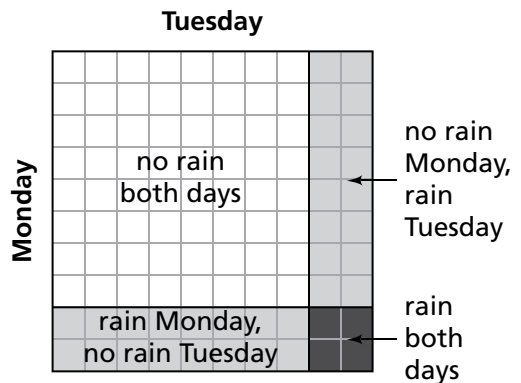 Tuesday
Monday
no rain
both days
no rain
Monday,
rain
Tuesday
rain Monday,
no rain Tuesday
rain
both
days